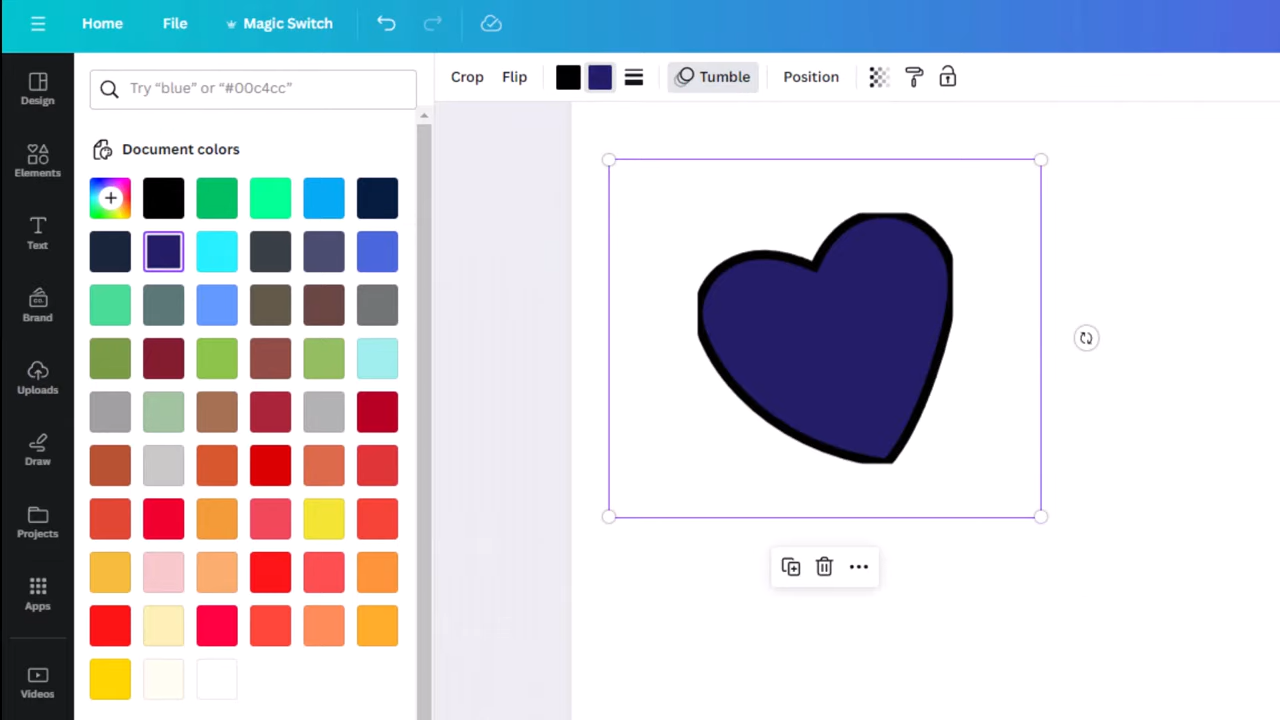 Home File Magic Switch
Design
Elements
Text
Brand
Uploads
Draw
Projects
Apps
Videos
Try “blue” or “#00c4cc”
Document colors
Crop Flip Tumble Position